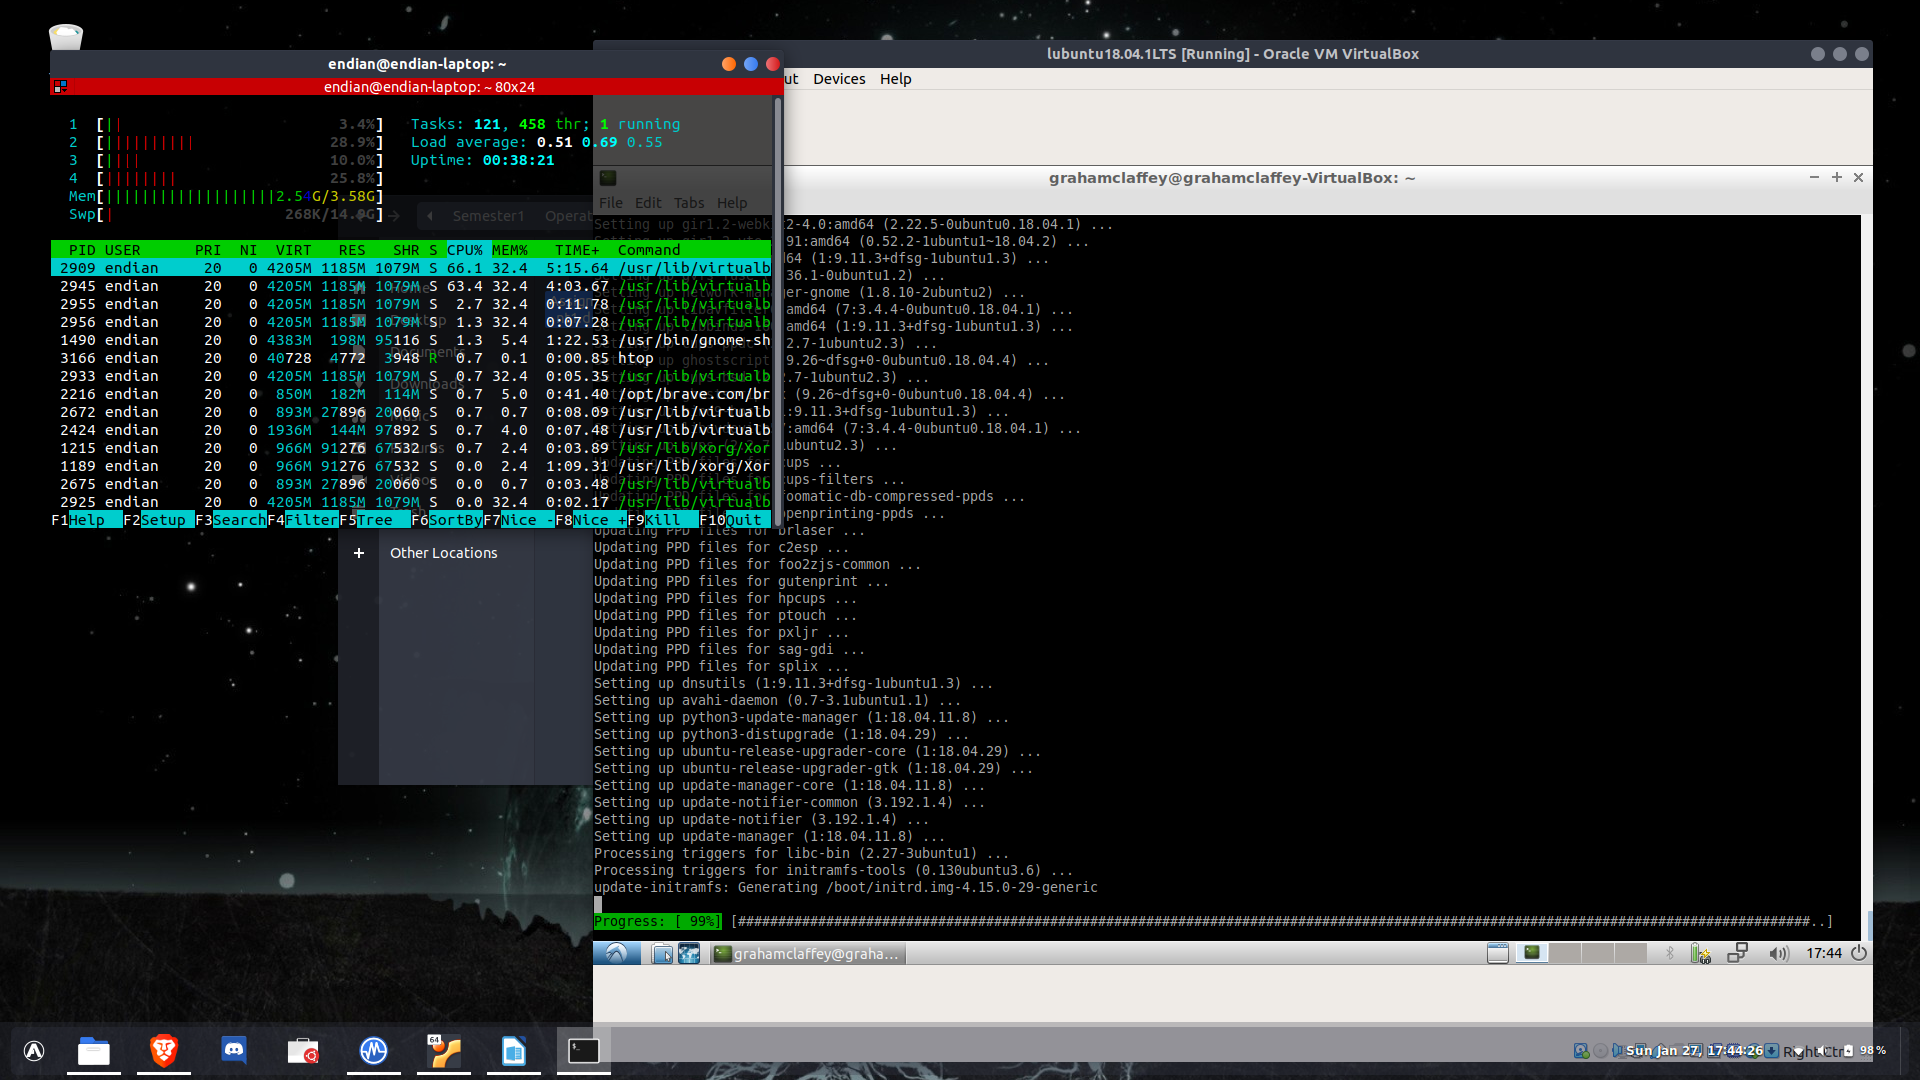 lubuntu18.04.1LTS [Running] - Oracle VM VirtualBox
endian@endian-laptop: ~
ut Devices Help
endian@endian-laptop: ~ 80x24
1 [|| 3.4%] Tasks: 121, 458 thr; 1 running
2 [|||||||||| 28.9%] Load average: 0.51 0.69 0.55
3 [|||| 10.0%] Uptime: 00:38:21
4 [|||||||| 25.8%]
Mem[|||||||||||||||||||2.54G/3.58G]
Swp[| 268K/14.9G]
grahamclaffey@grahamclaffey-VirtualBox: ~
File Edit Tabs Help
Semester1 Operat
PID USER PRI NI VIRT RES SHR S CPU% MEM% TIME+ Command
2909 endian 20 0 4205M 1185M 1079M S 66.1 32.4 5:15.64 /usr/lib/virtualb
2945 endian 20 0 4205M 1185M 1079M S 63.4 32.4 4:03.67 /usr/lib/virtualb
2955 endian 20 0 4205M 1185M 1079M S 2.7 32.4 0:11.78 /usr/lib/virtualb
2956 endian 20 0 4205M 1185M 1079M S 1.3 32.4 0:07.28 /usr/lib/virtualb
1490 endian 20 0 4383M 198M 95116 S 1.3 5.4 1:22.53 /usr/bin/gnome-sh
3166 endian 20 0 40728 4772 3948 R 0.7 0.1 0:00.85 htop
2933 endian 20 0 4205M 1185M 1079M S 0.7 32.4 0:05.35 /usr/lib/virtualb
2216 endian 20 0 850M 182M 114M S 0.7 5.0 0:41.40 /opt/brave.com/br
2672 endian 20 0 893M 27896 20060 S 0.7 0.7 0:08.09 /usr/lib/virtualb
2424 endian 20 0 1936M 144M 97892 S 0.7 4.0 0:07.48 /usr/lib/virtualb
1215 endian 20 0 966M 91276 67532 S 0.7 2.4 0:03.89 /usr/lib/xorg/Xor
1189 endian 20 0 966M 91276 67532 S 0.0 2.4 1:09.31 /usr/lib/xorg/Xor
2675 endian 20 0 893M 27896 20060 S 0.0 0.7 0:03.48 /usr/lib/virtualb
2925 endian 20 0 4205M 1185M 1079M S 0.0 32.4 0:02.17 /usr/lib/virtualb
F1Help F2Setup F3SearchF4FilterF5Tree F6SortByF7Nice -F8Nice +F9Kill F10Quit
Desktop
Documents
Downloads
Other Locations
Setting up gir1.2-webki 2-4.0:amd64 (2.22.5-0ubuntu0.18.04.1) ...
91:amd64 (0.52.2-1ubuntu1~18.04.2) ...
d64 (1:9.11.3+dfsg-1ubuntu1.3) ...
36.1-0ubuntu1.2) ...
ger-gnome (1.8.10-2ubuntu2) ...
amd64 (7:3.4.4-0ubuntu0.18.04.1) ...
amd64 (1:9.11.3+dfsg-1ubuntu1.3) ...
2.7-1ubuntu2.3) ...
ghostscript 9.26~dfsg+0-0ubuntu0.18.04.4) ...
2.7-1ubuntu2.3) ...
(9.26~dfsg+0-0ubuntu0.18.04.4) ...
1:9.11.3+dfsg-1ubuntu1.3) ...
:amd64 (7:3.4.4-0ubuntu0.18.04.1) ...
1ubuntu2.3) ...
cups ...
cups-filters ...
foomatic-db-compressed-ppds ...
openprinting-ppds ...
Updating PPD files for brlaser ...
Updating PPD files for c2esp ...
Updating PPD files for foo2zjs-common ...
Updating PPD files for gutenprint ...
Updating PPD files for hpcups ...
Updating PPD files for ptouch ...
Updating PPD files for pxljr ...
Updating PPD files for sag-gdi ...
Updating PPD files for splix ...
Setting up dnsutils (1:9.11.3+dfsg-1ubuntu1.3) ...
Setting up avahi-daemon (0.7-3.1ubuntu1.1) ...
Setting up python3-update-manager (1:18.04.11.8) ...
Setting up python3-distupgrade (1:18.04.29) ...
Setting up ubuntu-release-upgrader-core (1:18.04.29) ...
Setting up ubuntu-release-upgrader-gtk (1:18.04.29) ...
Setting up update-manager-core (1:18.04.11.8) ...
Setting up update-notifier-common (3.192.1.4) ...
Setting up update-notifier (3.192.1.4) ...
Setting up update-manager (1:18.04.11.8) ...
Processing triggers for libc-bin (2.27-3ubuntu1) ...
Processing triggers for initramfs-tools (0.130ubuntu3.6) ...
update-initramfs: Generating /boot/initrd.img-4.15.0-29-generic
Progress: [ 99%] [######################################################################################################################################..]
grahamclaffey@graha... 17:44
64
Sun Jan 27, 17:44:26 Right Ctrl 98%